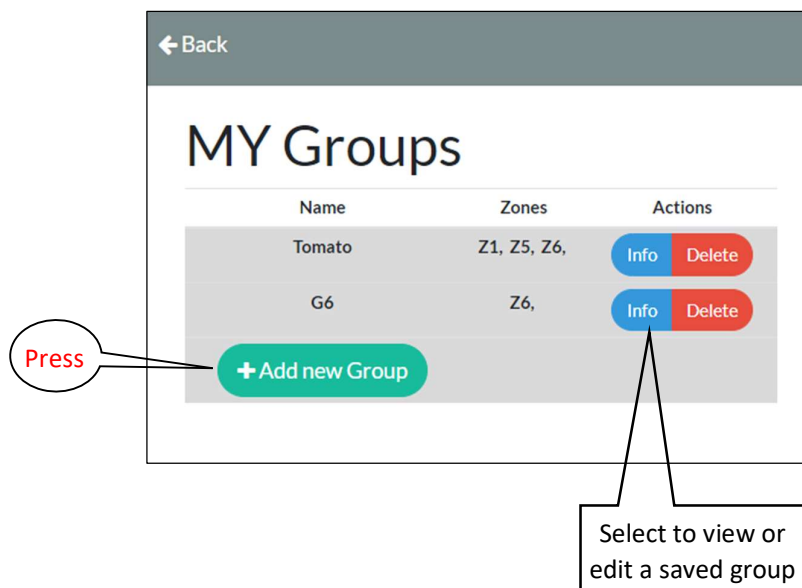 Back
MY Groups
Name Zones Actions
Tomato Z1, Z5, Z6, Info Delete
G6 Z6, Info Delete
Press
+ Add new Group
Select to view or
edit a saved group